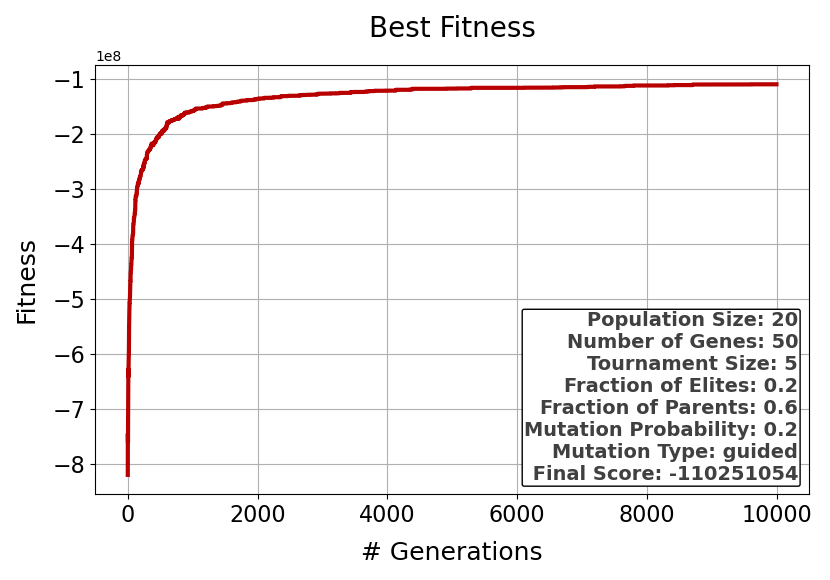 Best Fitness
1e8
−1
−2
−3
−4
−5
−6
−7
−8
Fitness
Population Size: 20
Number of Genes: 50
Tournament Size: 5
Fraction of Elites: 0.2
Fraction of Parents: 0.6
Mutation Probability: 0.2
Mutation Type: guided
Final Score: -110251054
0 2000 4000 6000 8000 10000
# Generations